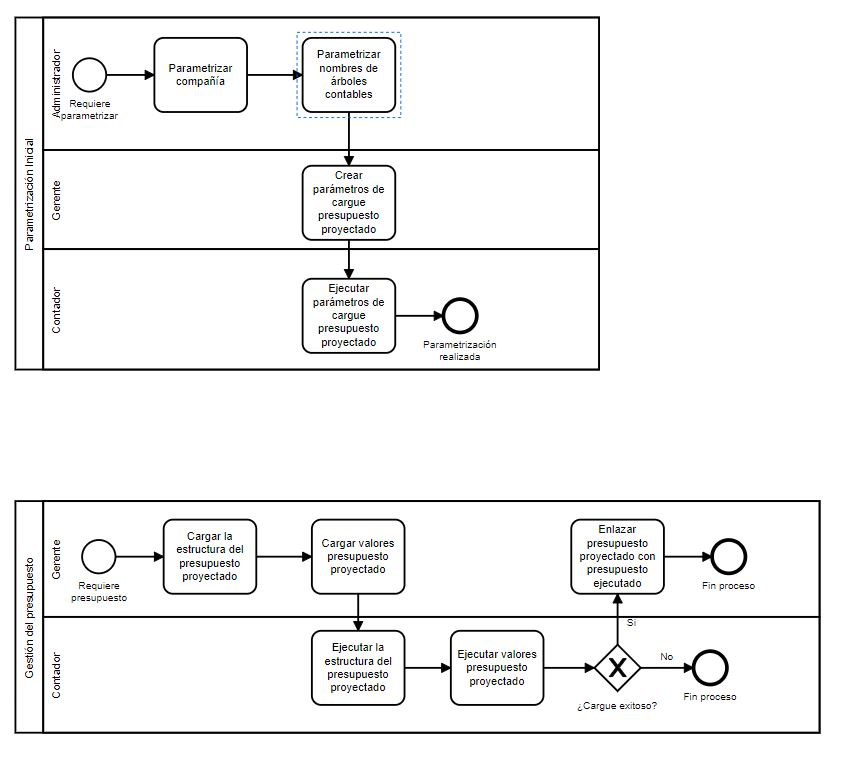 Parametrización Inicial
Administrador
Requiere
parametrizar
Parametrizar
compañía
Parametrizar
nombres de
árboles
contables
Gerente
Crear
parámetros de
cargue
presupuesto
proyectado
Contador
Ejecutar
parámetros de
cargue
presupuesto
proyectado
Parametrización
realizada
Gestión del presupuesto
Gerente
Requiere
presupuesto
Cargar la
estructura del
presupuesto
proyectado
Cargar valores
presupuesto
proyectado
Enlazar
presupuesto
proyectado con
presupuesto
ejecutado
Fin proceso
Contador
Ejecutar la
estructura del
presupuesto
proyectado
Ejecutar valores
presupuesto
proyectado
¿Cargue exitoso?
Si
No
Fin proceso